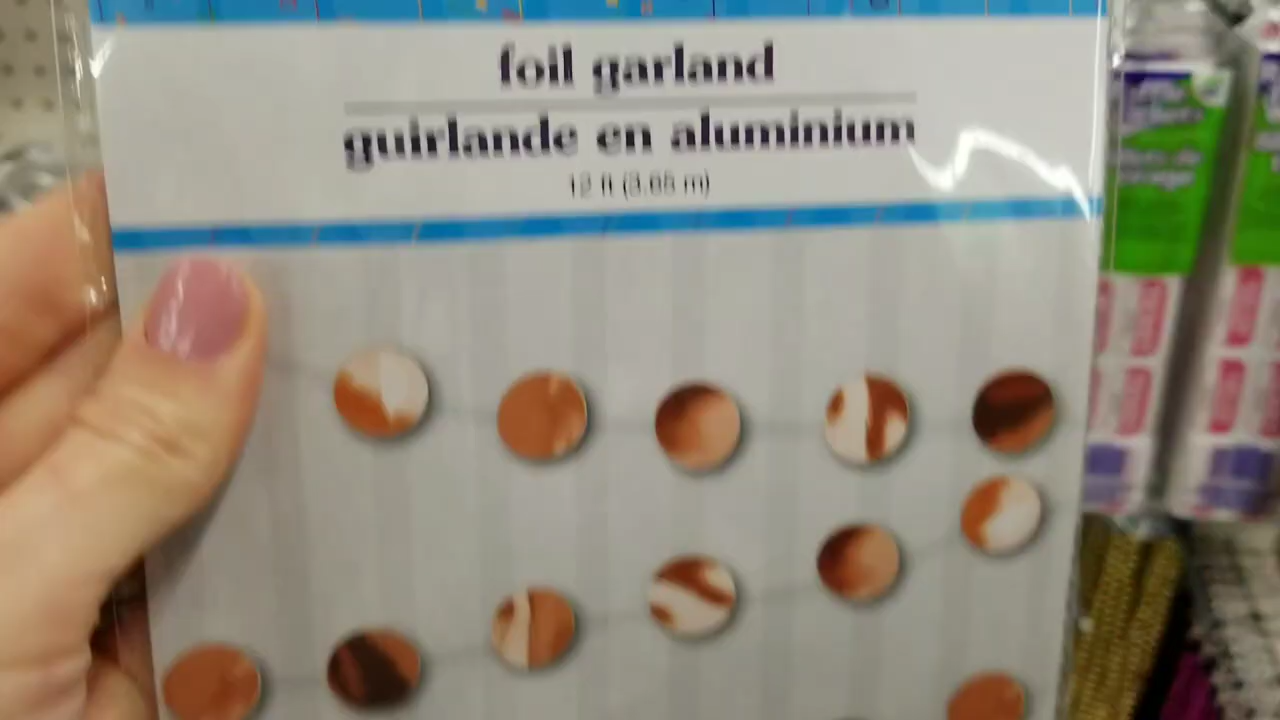 foil garland
guirlande en aluminium
12 ft (3.65 m)